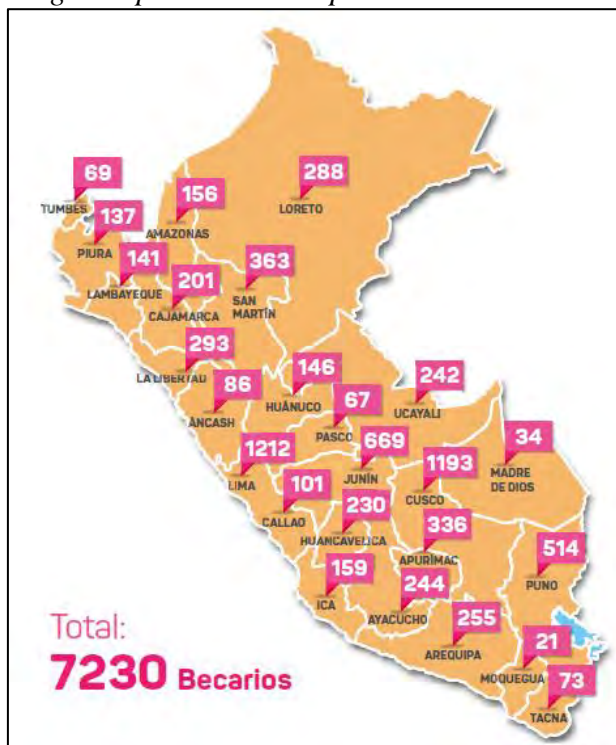 69
TUMBES
137
PIURA
141
LAMBAYEQUE
156
AMAZONAS
201
CAJAMARCA
288
LORETO
363
SAN
MARTÍN
293
LA LIBERTAD
86
ÁNCASH
146
HUÁNUCO
67
PASCO
242
UCAYALI
1212
LIMA
669
JUNÍN
1193
CUSCO
34
MADRE
DE DIOS
101
CALLAO
230
HUANCAVELICA
336
APURÍMAC
514
PUNO
159
ICA
244
AYACUCHO
255
AREQUIPA
21
MOQUEGUA
73
TACNA
Total:
7230 Becarios